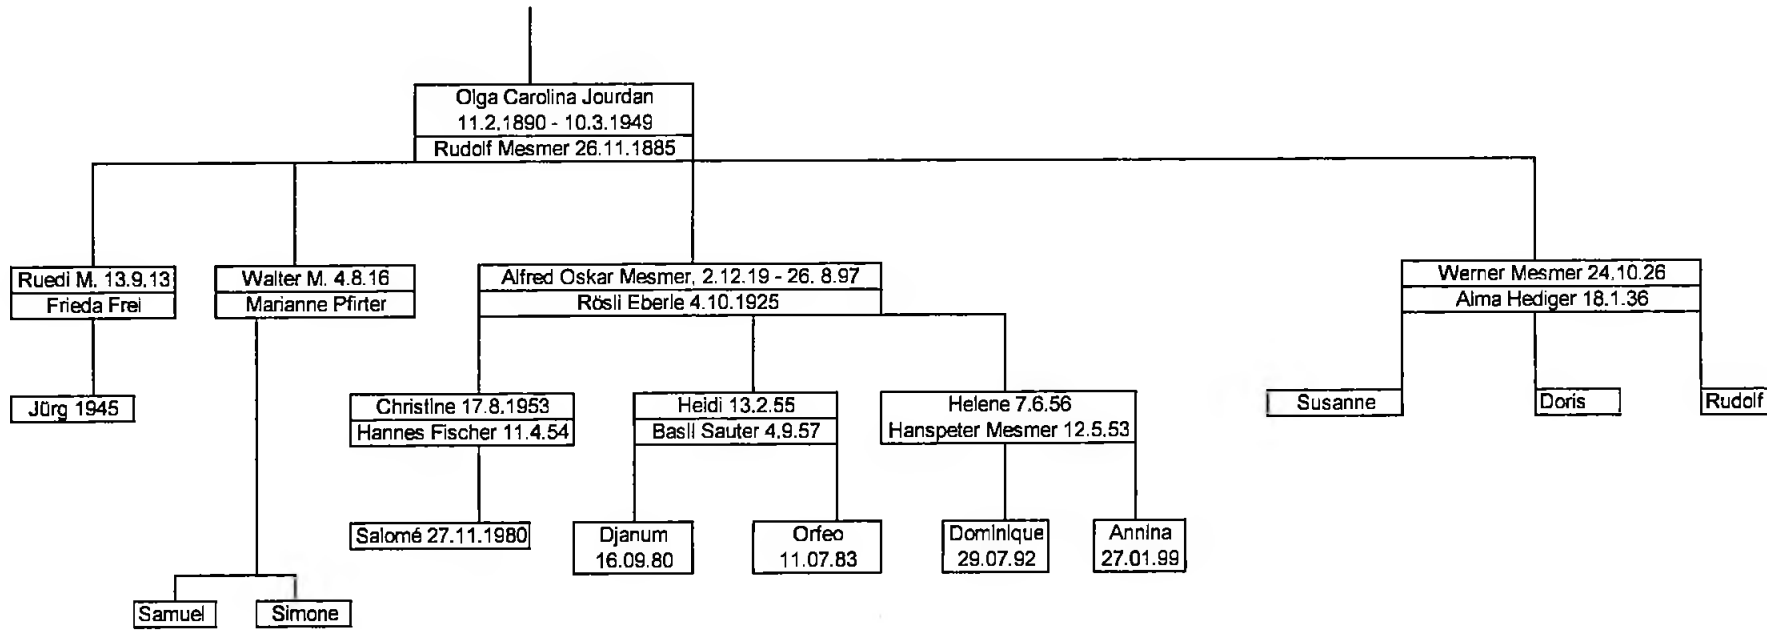 Olga Carolina Jourdan
11.2.1890 - 10.3.1949
Rudolf Mesmer 26.11.1885
Ruedi M. 13.9.13
Frieda Frei
Walter M. 4.8.16
Marianne Pfirter
Alfred Oskar Mesmer, 2.12.19 - 26. 8.97
Rösli Eberle 4.10.1925
Werner Mesmer 24.10.26
Alma Hediger 18.1.36
Jürg 1945
Christine 17.8.1953
Hannes Fischer 11.4.54
Heidi 13.2.55
Basil Sauter 4.9.57
Helene 7.6.56
Hanspeter Mesmer 12.5.53
Susanne
Doris
Rudolf
Salomé 27.11.1980
Djanum
16.09.80
Orfeo
11.07.83
Dominique
29.07.92
Annina
27.01.99
Samuel
Simone